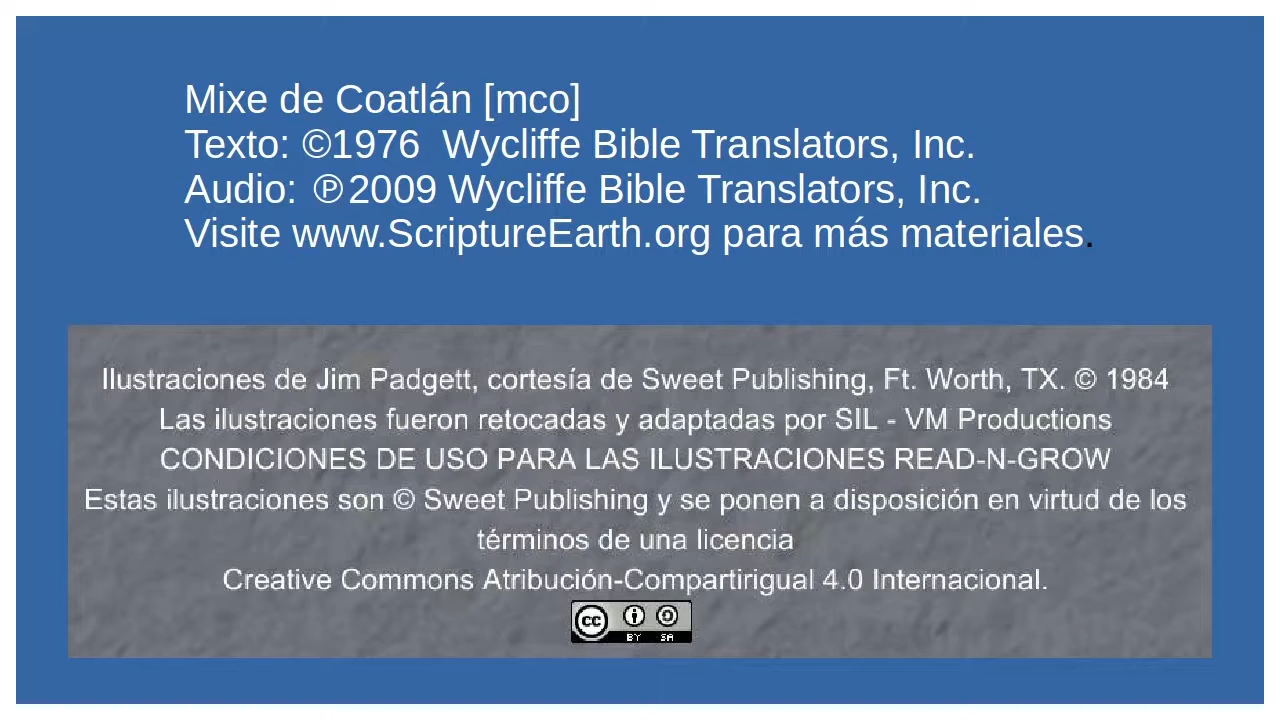 Mixe de Coatlán [mco]
Texto: ©1976 Wycliffe Bible Translators, Inc.
Audio: ℗2009 Wycliffe Bible Translators, Inc.
Visite www.ScriptureEarth.org para más materiales.
Ilustraciones de Jim Padgett, cortesía de Sweet Publishing, Ft. Worth, TX. © 1984
Las ilustraciones fueron retocadas y adaptadas por SIL - VM Productions
CONDICIONES DE USO PARA LAS ILUSTRACIONES READ-N-GROW
Estas ilustraciones son © Sweet Publishing y se ponen a disposición en virtud de los
términos de una licencia
Creative Commons Atribución-Compartirigual 4.0 Internacional.
cc
BY SA